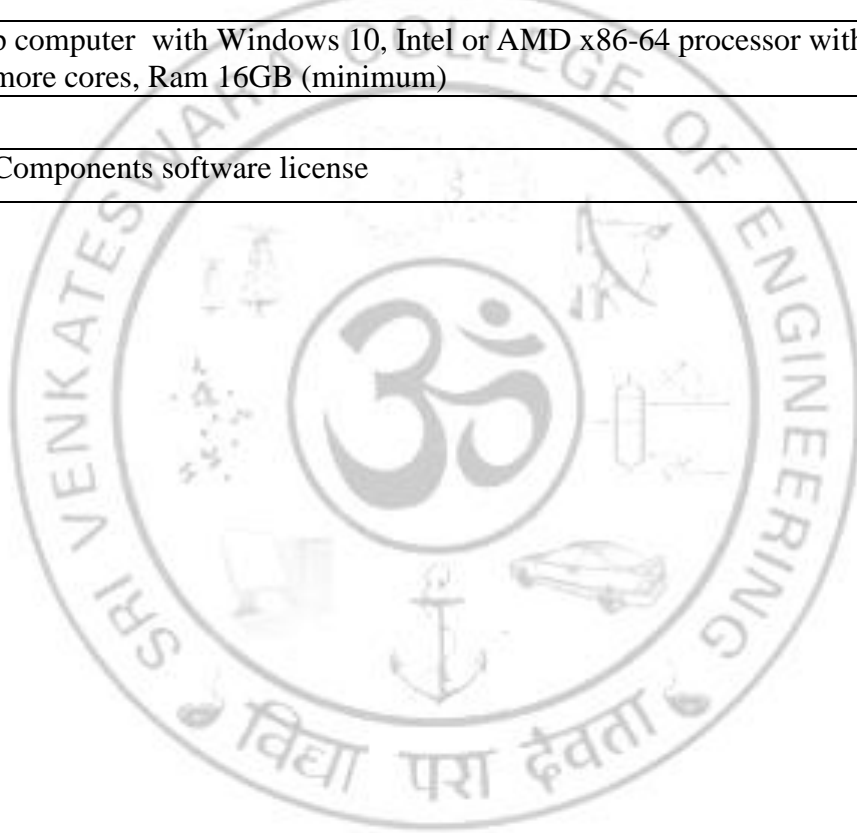 p computer with Windows 10, Intel or AMD x86-64 processor with
more cores, Ram 16GB (minimum)
Components software license
SRI VENKATESWARA COLLEGE OF ENGINEERING
ॐ
विद्या परा देवता